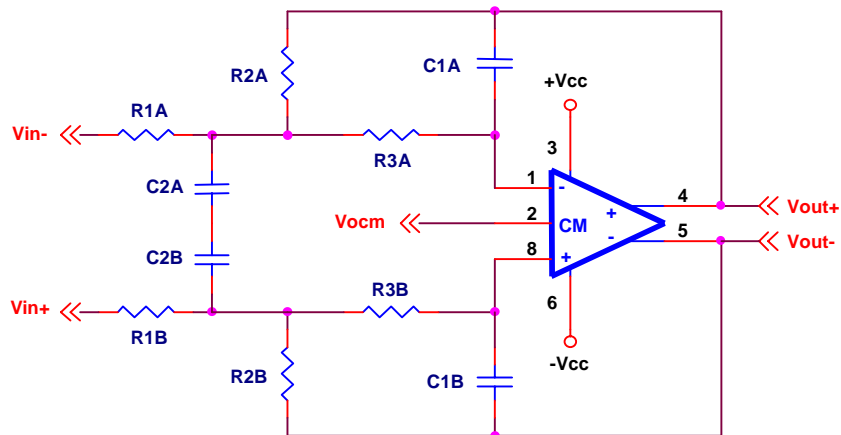 R2A
C1A
+Vcc
R1A
Vin-
R3A
3
C2A
1
-
4
+
Vout+
Vocm
2
CM
5
-
Vout-
C2B
8
+
R3B
6
Vin+
R1B
-Vcc
R2B
C1B